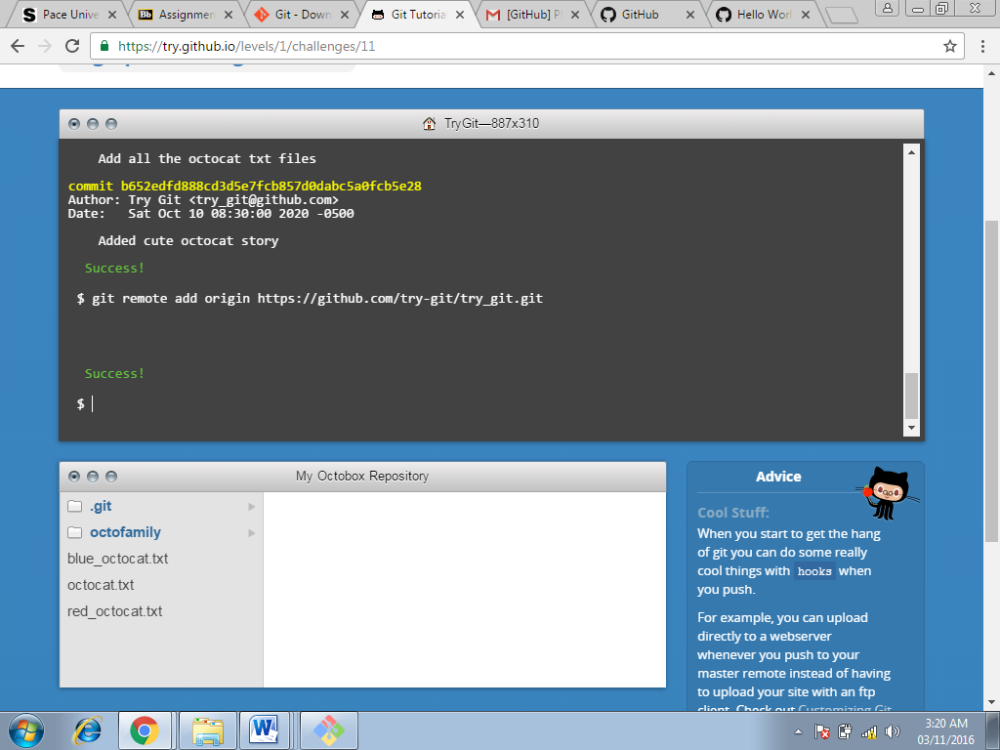 Pace Unive
Assignmen
Git - Down
Git Tutoria
[GitHub] P
GitHub
Hello Worl
https://try.github.io/levels/1/challenges/11
TryGit—887x310
Add all the octocat txt files
commit b652edfd888cd3d5e7fcb857d0dabc5a0fcb5e28
Author: Try Git <try_git@github.com>
Date:   Sat Oct 10 08:30:00 2020 -0500
Added cute octocat story
Success!
$ git remote add origin https://github.com/try-git/try_git.git
Success!
$
My Octobox Repository
.git
octofamily
blue_octocat.txt
octocat.txt
red_octocat.txt
Advice
Cool Stuff:
When you start to get the hang
of git you can do some really
cool things with hooks when
you push.
For example, you can upload
directly to a webserver
whenever you push to your
master remote instead of having
to upload your site with an ftp
client. Check out Customizing Git
3:20 AM
03/11/2016